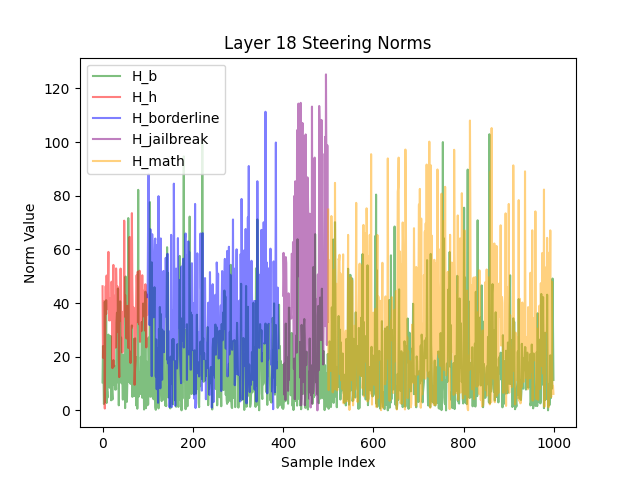 Layer 18 Steering Norms
H_b
H_h
H_borderline
H_jailbreak
H_math
Norm Value
120
100
80
60
40
20
0
0 200 400 600 800 1000
Sample Index